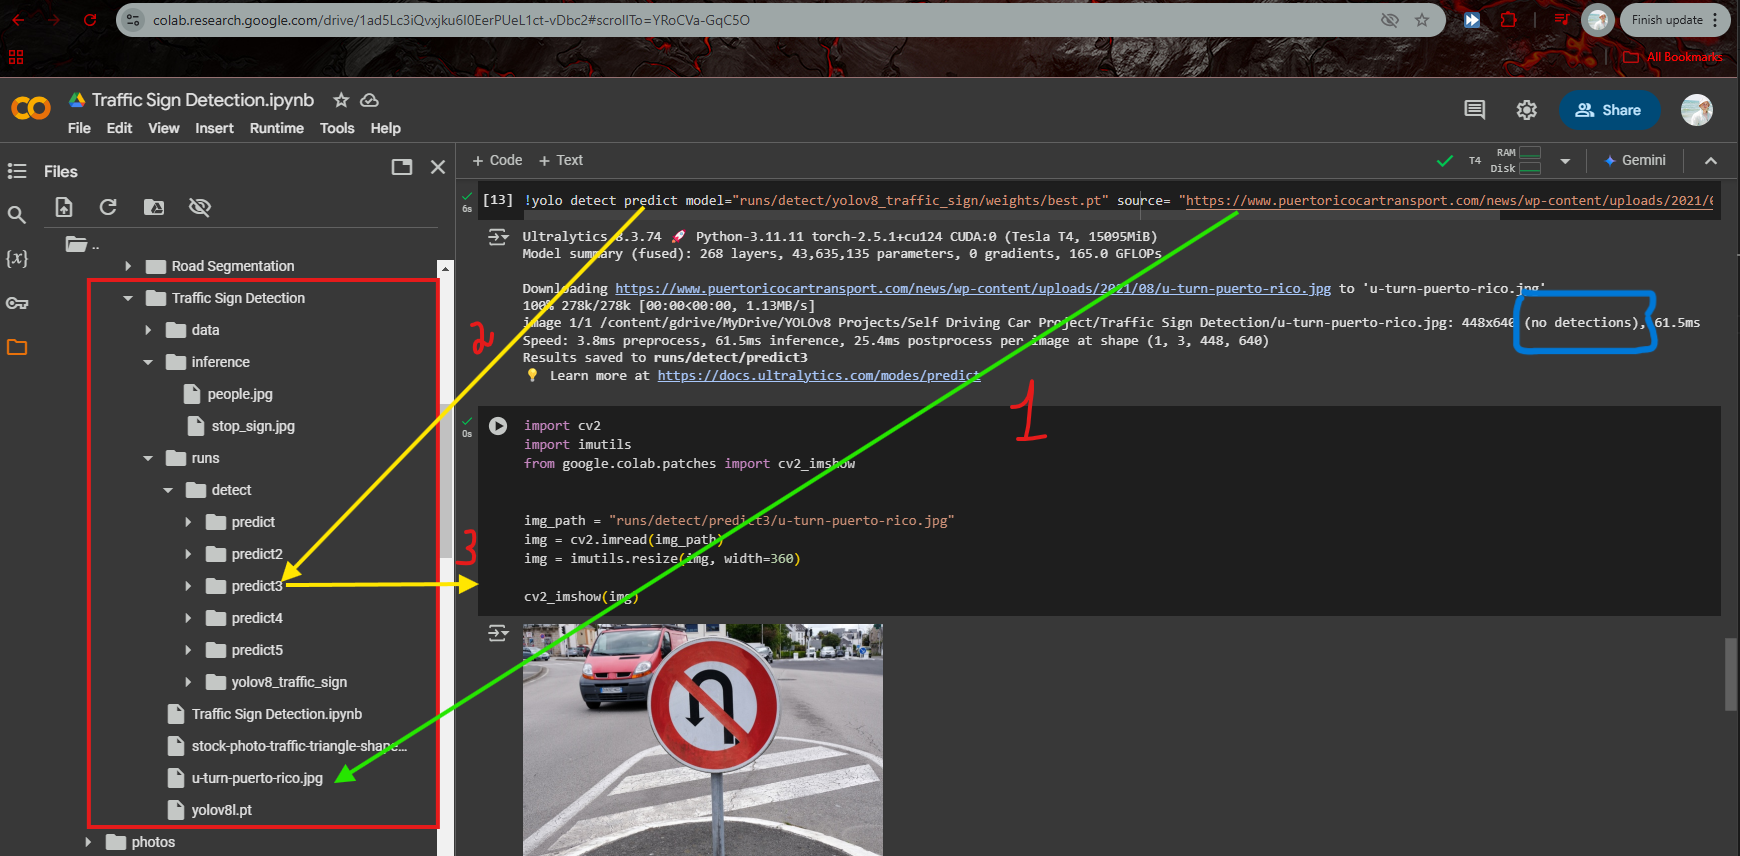 colab.research.google.com/drive/1ad5Lc3iQvxjku6I0EerPUeL1ct-vDbc2#scrollTo=YRoCVa-GqC5O
Finish update
All Bookmarks
CO
Traffic Sign Detection.ipynb
File Edit View Insert Runtime Tools Help
Share
Files
+ Code + Text
T4
RAM
Disk
Gemini
..
Road Segmentation
Traffic Sign Detection
data
inference
people.jpg
stop_sign.jpg
runs
detect
predict
predict2
predict3
predict4
predict5
yolov8_traffic_sign
Traffic Sign Detection.ipynb
stock-photo-traffic-triangle-shape...
u-turn-puerto-rico.jpg
yolov8l.pt
photos
{x}
6s
[13] !yolo detect predict model="runs/detect/yolov8_traffic_sign/weights/best.pt" source= "https://www.puertoricocartransport.com/news/wp-content/uploads/2021/0
Ultralytics 8.3.74 🚀 Python-3.11.11 torch-2.5.1+cu124 CUDA:0 (Tesla T4, 15095MiB)
Model summary (fused): 268 layers, 43,635,135 parameters, 0 gradients, 165.0 GFLOPs
Downloading https://www.puertoricocartransport.com/news/wp-content/uploads/2021/08/u-turn-puerto-rico.jpg to 'u-turn-puerto-rico.jpg'
100% 278k/278k [00:00<00:00, 1.13MB/s]
image 1/1 /content/gdrive/MyDrive/YOLOv8 Projects/Self Driving Car Project/Traffic Sign Detection/u-turn-puerto-rico.jpg: 448x640 (no detections), 61.5ms
Speed: 3.8ms preprocess, 61.5ms inference, 25.4ms postprocess per image at shape (1, 3, 448, 640)
Results saved to runs/detect/predict3
💡 Learn more at https://docs.ultralytics.com/modes/predict
2
1
0s
import cv2
import imutils
from google.colab.patches import cv2_imshow
img_path = "runs/detect/predict3/u-turn-puerto-rico.jpg"
img = cv2.imread(img_path)
img = imutils.resize(img, width=360)
cv2_imshow(img)
3